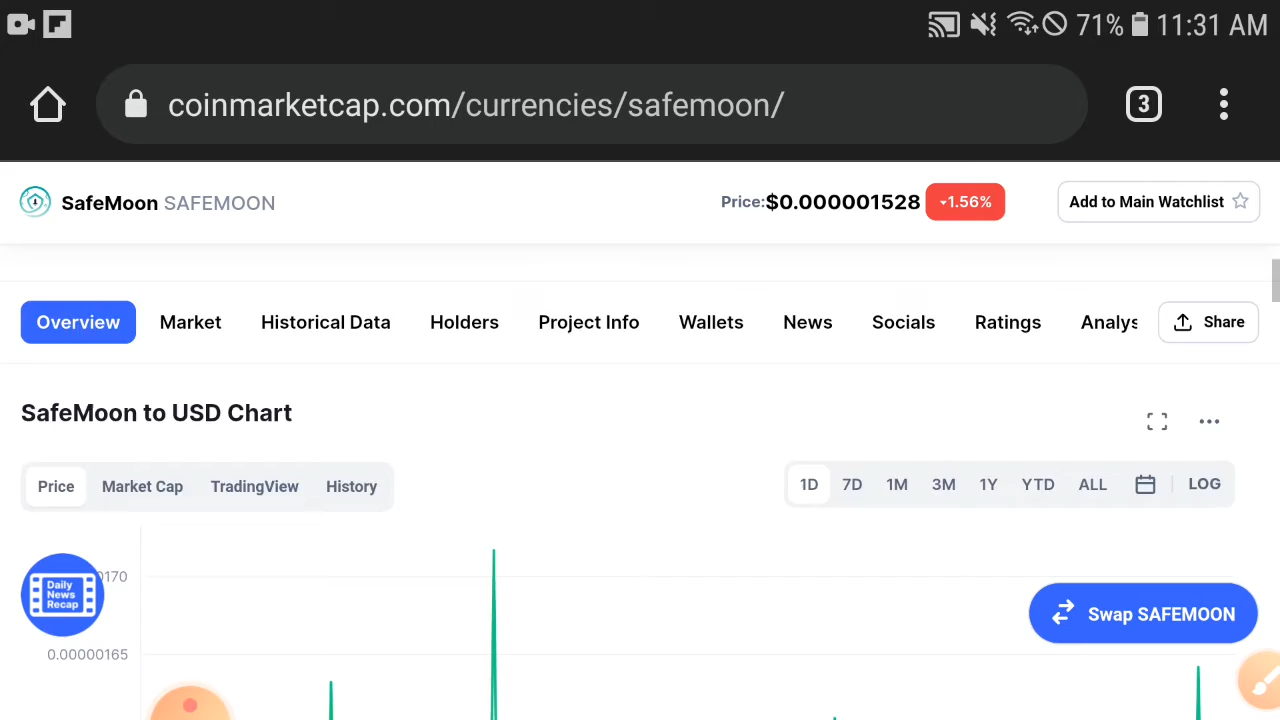 71% 11:31 AM
coinmarketcap.com/currencies/safemoon/
3
SafeMoon SAFEMOON
Price:$0.000001528
1.56%
Add to Main Watchlist
Overview Market Historical Data Holders Project Info Wallets News Socials Ratings Analys
Share
SafeMoon to USD Chart
Price Market Cap TradingView History
1D 7D 1M 3M 1Y YTD ALL LOG
0170
Daily
News
Recap
Swap SAFEMOON
0.00000165